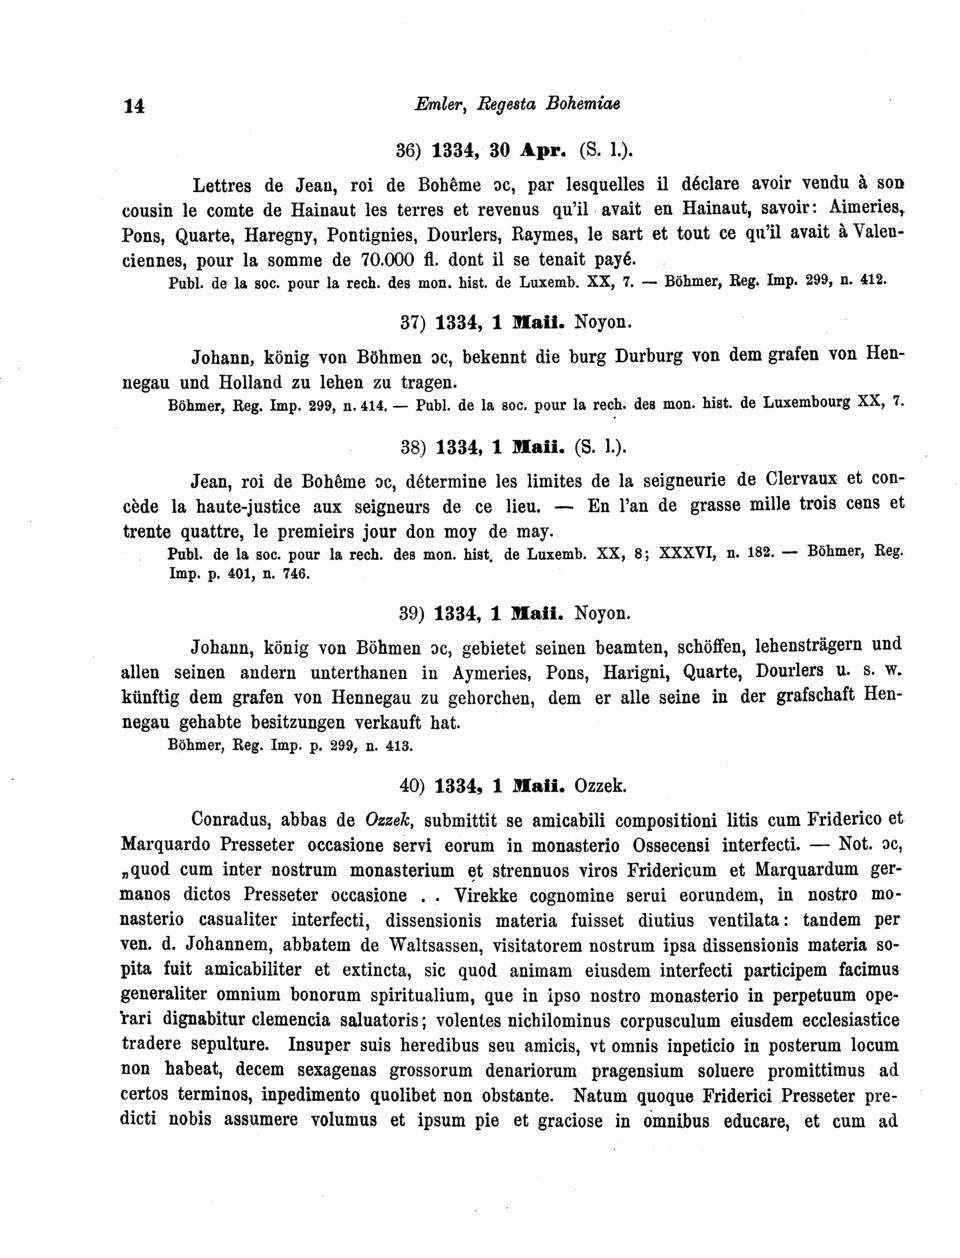 14 Emler, Regesta Bohemiae
36) 1334, 30 Apr. (S. l.).
Lettres de Jean, roi de Bohême ɔc, par lesquelles il déclare avoir vendu à son
cousin le comte de Hainaut les terres et revenus qu'il avait en Hainaut, savoir: Aimeries,
Pons, Quarte, Haregny, Pontignies, Dourlers, Raymes, le sart et tout ce qu'il avait à Valen-
ciennes, pour la somme de 70.000 fl. dont il se tenait payé.
Publ. de la soc. pour la rech. des mon. hist. de Luxemb. XX, 7. — Böhmer, Reg. Imp. 299, n. 412.
37) 1334, 1 Maii. Noyon.
Johann, könig von Böhmen ɔc, bekennt die burg Durburg von dem grafen von Hen-
negau und Holland zu lehen zu tragen.
Böhmer, Reg. Imp. 299, n. 414. — Publ. de la soc. pour la rech. des mon. hist. de Luxembourg XX, 7.
38) 1334, 1 Maii. (S. l.).
Jean, roi de Bohême ɔc, détermine les limites de la seigneurie de Clervaux et con-
cède la haute-justice aux seigneurs de ce lieu. — En l'an de grasse mille trois cens et
trente quattre, le premieirs jour don moy de may.
Publ. de la soc. pour la rech. des mon. hist. de Luxemb. XX, 8; XXXVI, n. 182. — Böhmer, Reg.
Imp. p. 401, n. 746.
39) 1334, 1 Maii. Noyon.
Johann, könig von Böhmen ɔc, gebietet seinen beamten, schöffen, lehensträgern und
allen seinen andern unterthanen in Aymeries, Pons, Harigni, Quarte, Dourlers u. s. w.
künftig dem grafen von Hennegau zu gehorchen, dem er alle seine in der grafschaft Hen-
negau gehabte besitzungen verkauft hat.
Böhmer, Reg. Imp. p. 299, n. 413.
40) 1334, 1 Maii. Ozzek.
Conradus, abbas de Ozzek, submittit se amicabili compositioni litis cum Friderico et
Marquardo Presseter occasione servi eorum in monasterio Ossecensi interfecti. — Not. ɔc,
„quod cum inter nostrum monasterium et strennuos viros Fridericum et Marquardum ger-
manos dictos Presseter occasione . . Virekke cognomine serui eorundem, in nostro mo-
nasterio casualiter interfecti, dissensionis materia fuisset diutius ventilata: tandem per
ven. d. Johannem, abbatem de Waltsassen, visitatorem nostrum ipsa dissensionis materia so-
pita fuit amicabiliter et extincta, sic quod animam eiusdem interfecti participem facimus
generaliter omnium bonorum spiritualium, que in ipso nostro monasterio in perpetuum ope-
rari dignabitur clemencia saluatoris; volentes nichilominus corpusculum eiusdem ecclesiastice
tradere sepulture. Insuper suis heredibus seu amicis, vt omnis inpeticio in posterum locum
non habeat, decem sexagenas grossorum denariorum pragensium soluere promittimus ad
certos terminos, inpedimento quolibet non obstante. Natum quoque Friderici Presseter pre-
dicti nobis assumere volumus et ipsum pie et graciose in omnibus educare, et cum ad